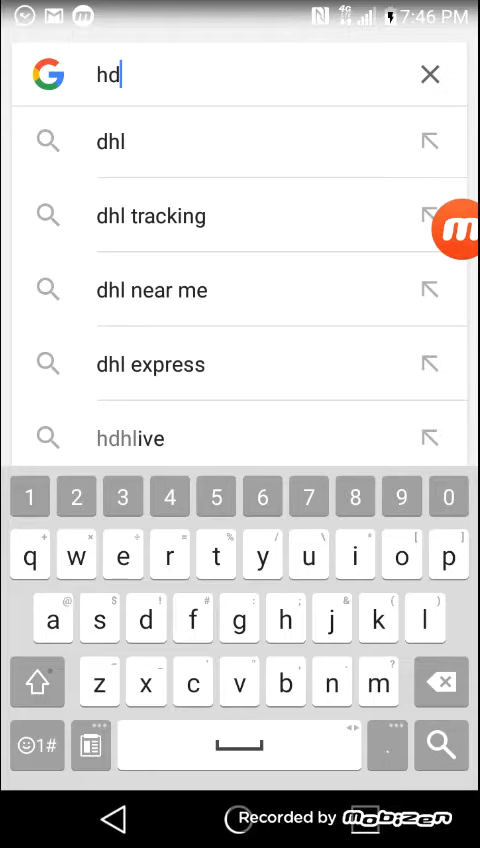 4G
7:46 PM
hd
dhl
dhl tracking
dhl near me
dhl express
hdhlive
1 2 3 4 5 6 7 8 9 0
q w e r t y u i o p
a s d f g h j k l
z x c v b n m
1# .
Recorded by Mobizen